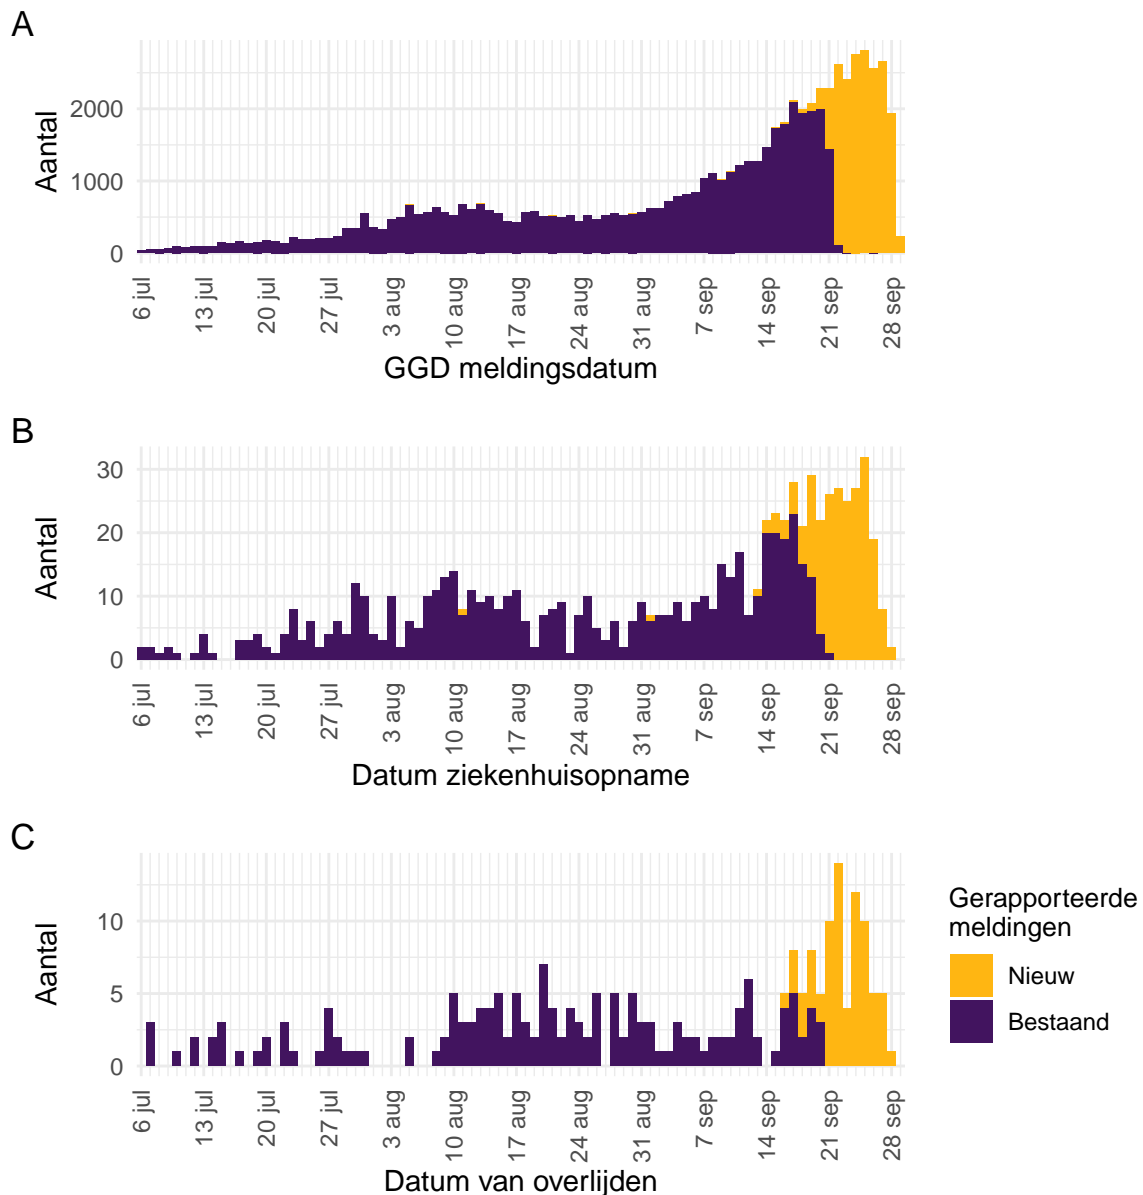 A
Aantal
2000
1000
0
6 jul
13 jul
20 jul
27 jul
3 aug
10 aug
17 aug
24 aug
31 aug
7 sep
14 sep
21 sep
28 sep
GGD meldingsdatum
B
Aantal
30
20
10
0
6 jul
13 jul
20 jul
27 jul
3 aug
10 aug
17 aug
24 aug
31 aug
7 sep
14 sep
21 sep
28 sep
Datum ziekenhuisopname
C
Aantal
10
5
0
6 jul
13 jul
20 jul
27 jul
3 aug
10 aug
17 aug
24 aug
31 aug
7 sep
14 sep
21 sep
28 sep
Datum van overlijden
Gerapporteerde
meldingen
Nieuw
Bestaand